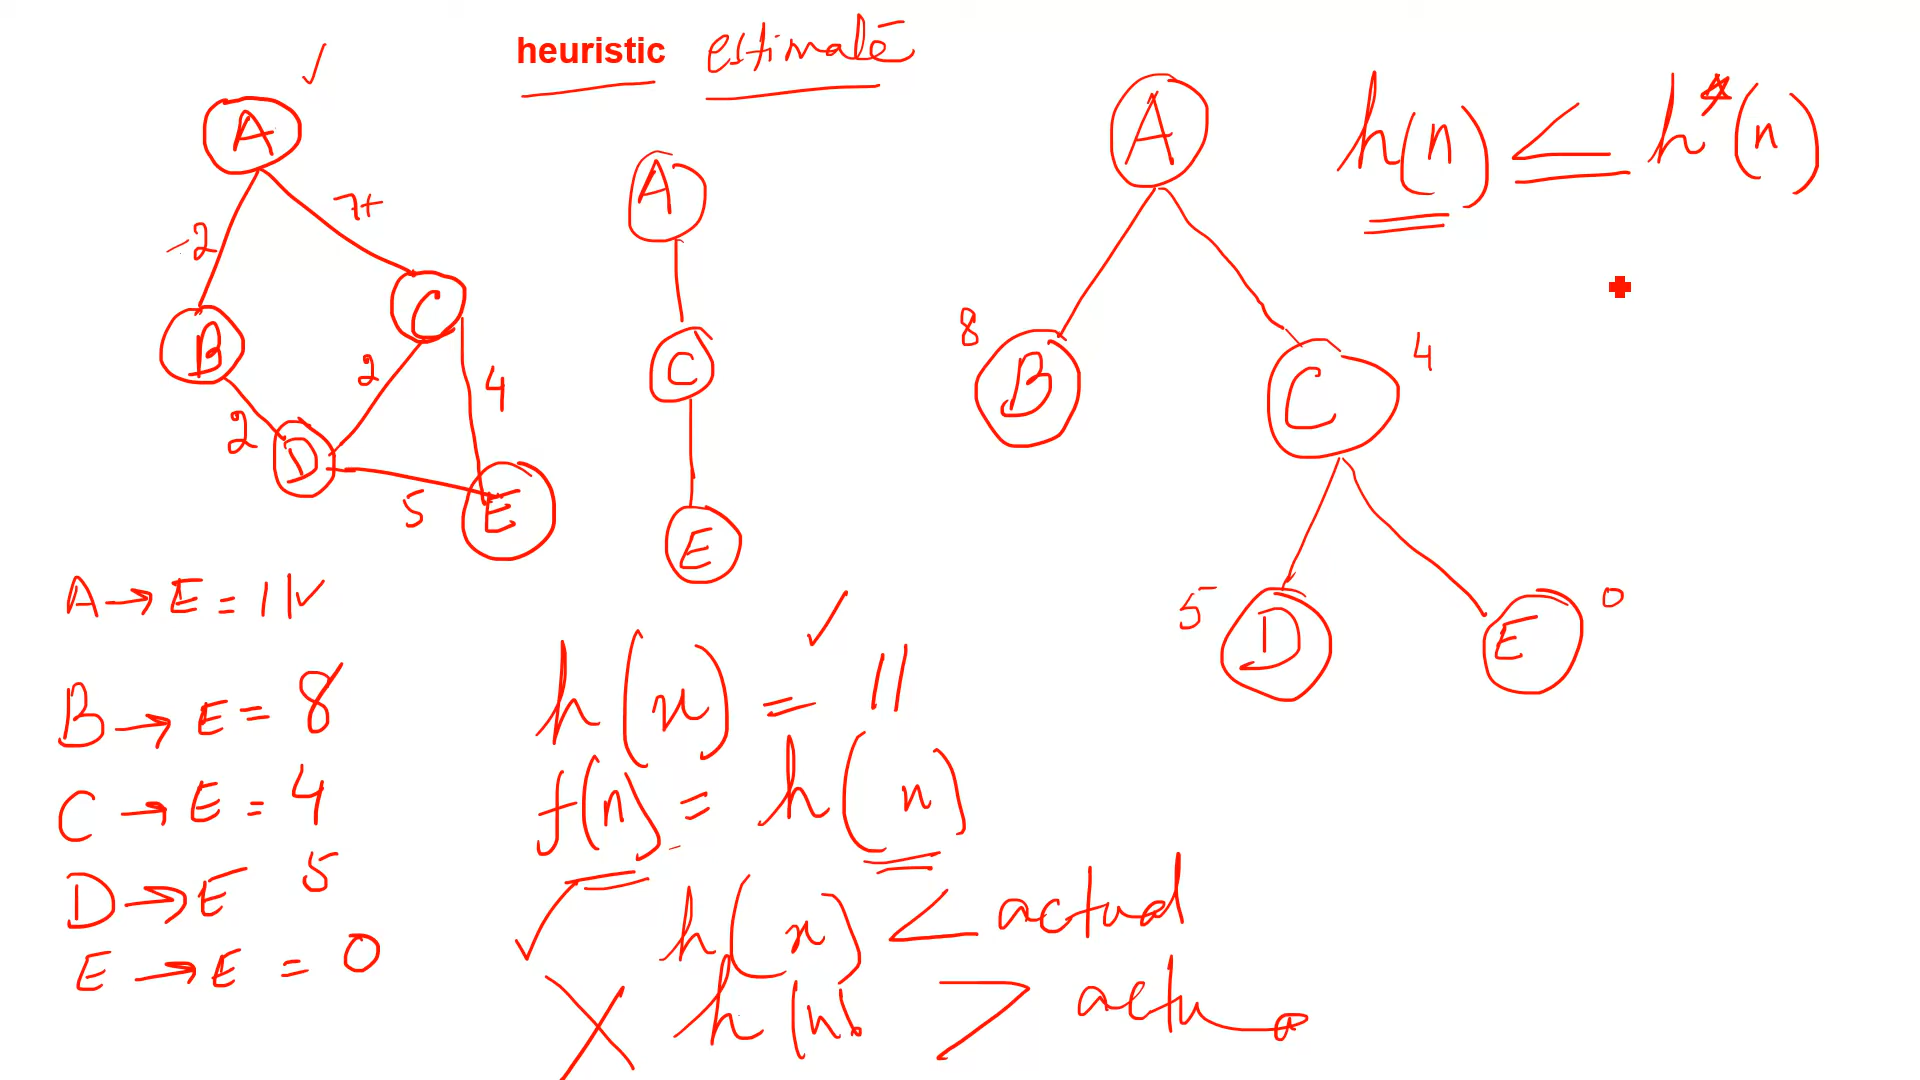 heuristic estimate
A
7+
-2
C
B
2
4
2
D
5
E
A
C
E
A
8
B
4
C
5
D
0
E
h(n) ≤ h*(n)
A → E = 11 ✓
B → E = 8
C → E = 4
D → E 5
E → E = 0
h(n) = 11
f(n) = h(n)
✓ h(n) < actual
X h(n) > actu